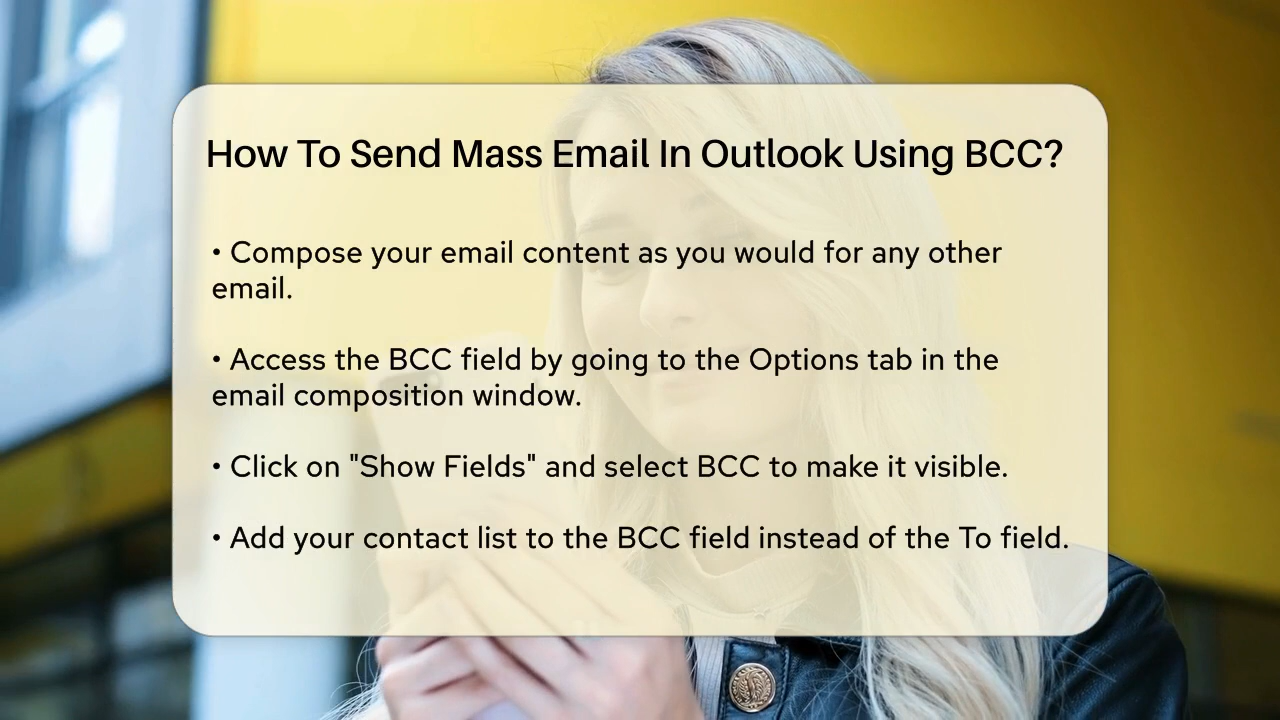 How To Send Mass Email In Outlook Using BCC?
• Compose your email content as you would for any other
email.
• Access the BCC field by going to the Options tab in the
email composition window.
• Click on "Show Fields" and select BCC to make it visible.
• Add your contact list to the BCC field instead of the To field.